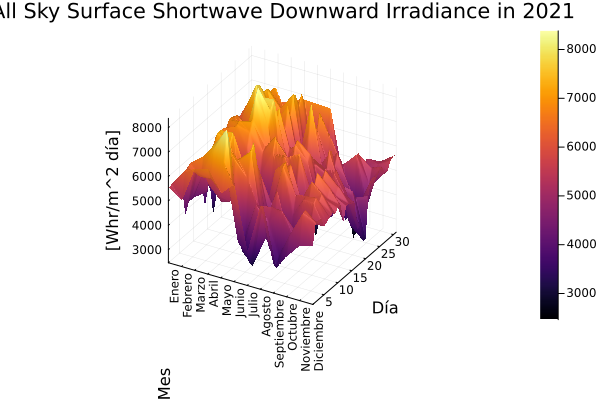 All Sky Surface Shortwave Downward Irradiance in 2021
8000
7000
6000
5000
4000
3000
[Whr/m^2 día]
Enero
Febrero
Marzo
Abril
Mayo
Junio
Julio
Agosto
Septiembre
Octubre
Noviembre
Diciembre
Mes
5
10
15
20
25
30
Día
8000
7000
6000
5000
4000
3000